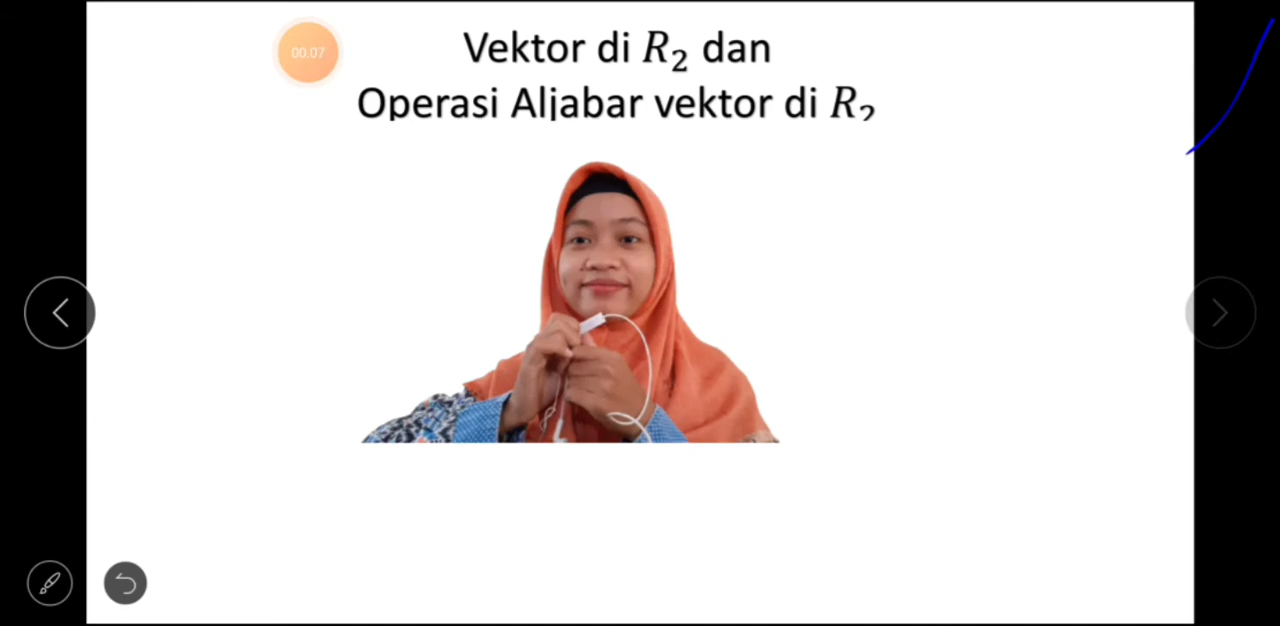 00.07
Vektor di R₂ dan
Operasi Aljabar vektor di R₂